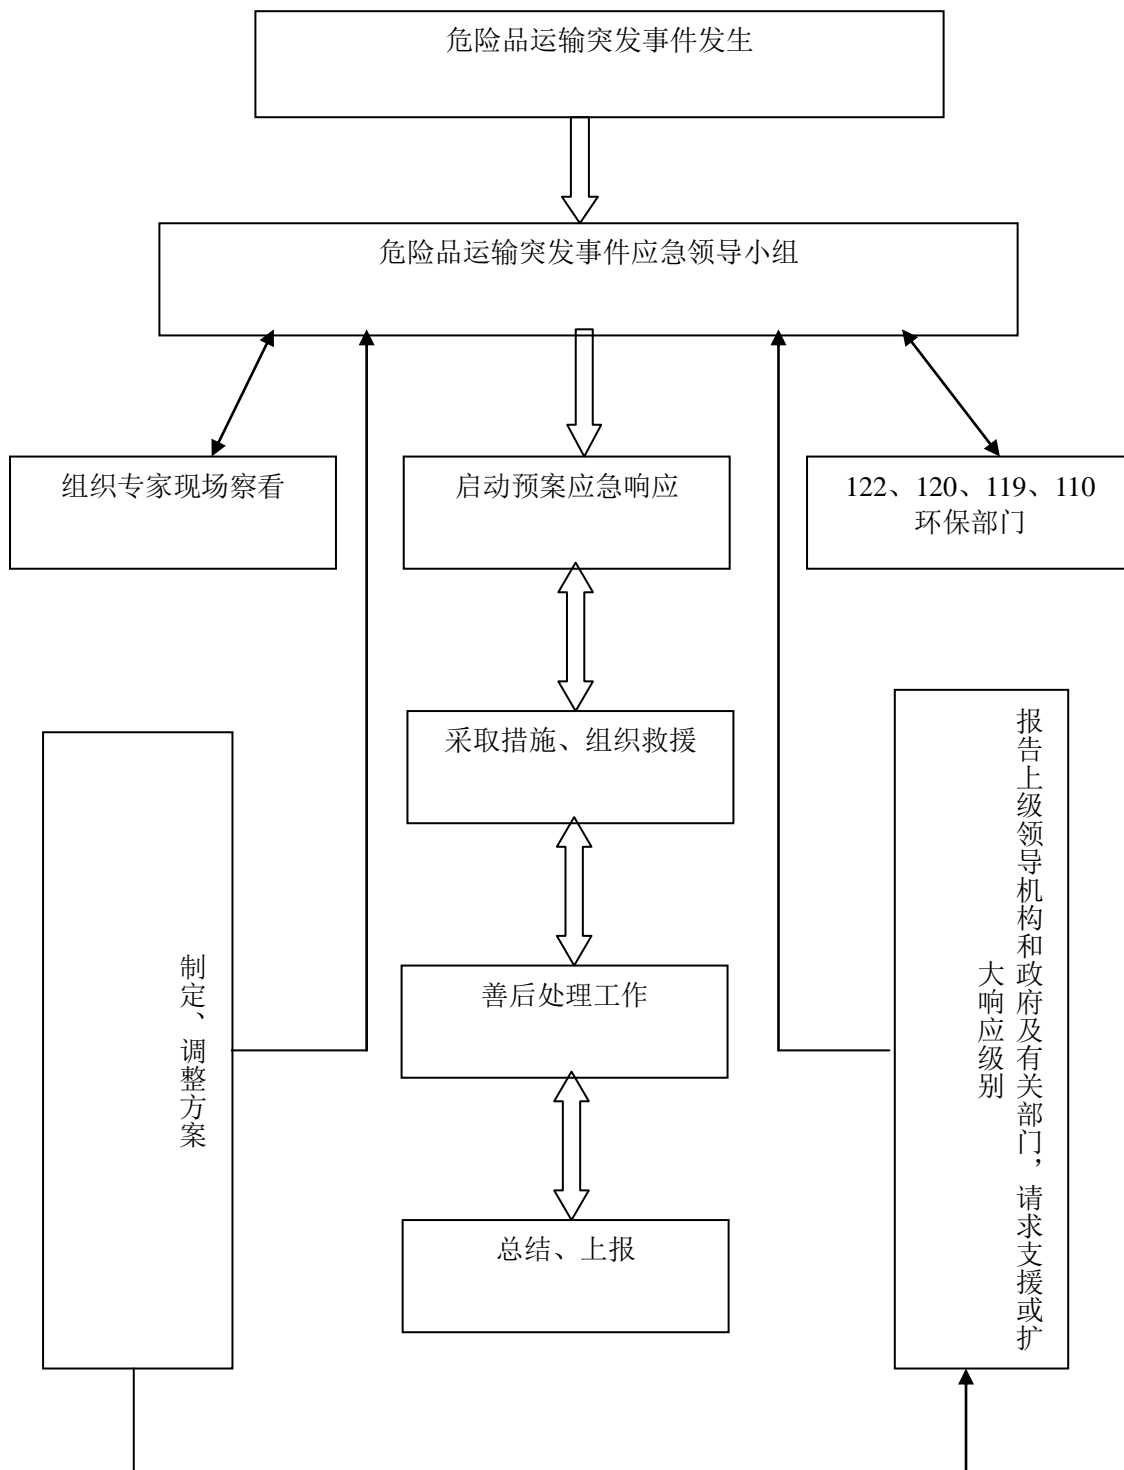 危险品运输突发事件发生
危险品运输突发事件应急领导小组
组织专家现场察看
启动预案应急响应
122、120、119、110
环保部门
采取措施、组织救援
制定、调整方案
报告上级领导机构和政府及有关部门，请求支援或扩
大响应级别
善后处理工作
总结、上报